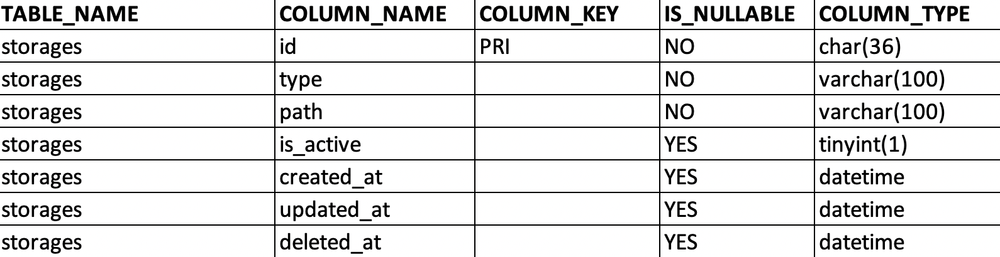 TABLE_NAME COLUMN_NAME COLUMN_KEY IS_NULLABLE COLUMN_TYPE
storages id PRI NO char(36)
storages type NO varchar(100)
storages path NO varchar(100)
storages is_active YES tinyint(1)
storages created_at YES datetime
storages updated_at YES datetime
storages deleted_at YES datetime